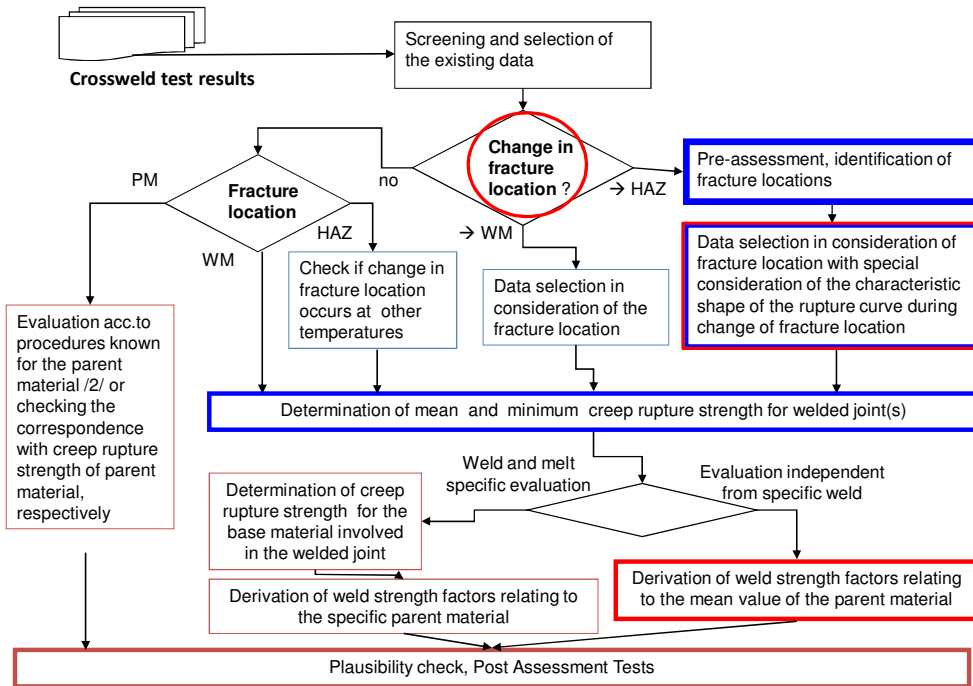 Crossweld test results
Screening and selection of
the existing data
Change in
fracture
location ?
no
→ HAZ
→ WM
Pre-assessment, identification of
fracture locations
Fracture
location
PM
WM
HAZ
Data selection in consideration of
fracture location with special
consideration of the characteristic
shape of the rupture curve during
change of fracture location
Check if change in
fracture location
occurs at other
temperatures
Data selection in
consideration of the
fracture location
Evaluation acc.to
procedures known
for the parent
material /2/ or
checking the
correspondence
with creep rupture
strength of parent
material,
respectively
Determination of mean and minimum creep rupture strength for welded joint(s)
Weld and melt
specific evaluation
Evaluation independent
from specific weld
Determination of creep
rupture strength for the
base material involved
in the welded joint
Derivation of weld strength factors relating to
the specific parent material
Derivation of weld strength factors relating
to the mean value of the parent material
Plausibility check, Post Assessment Tests